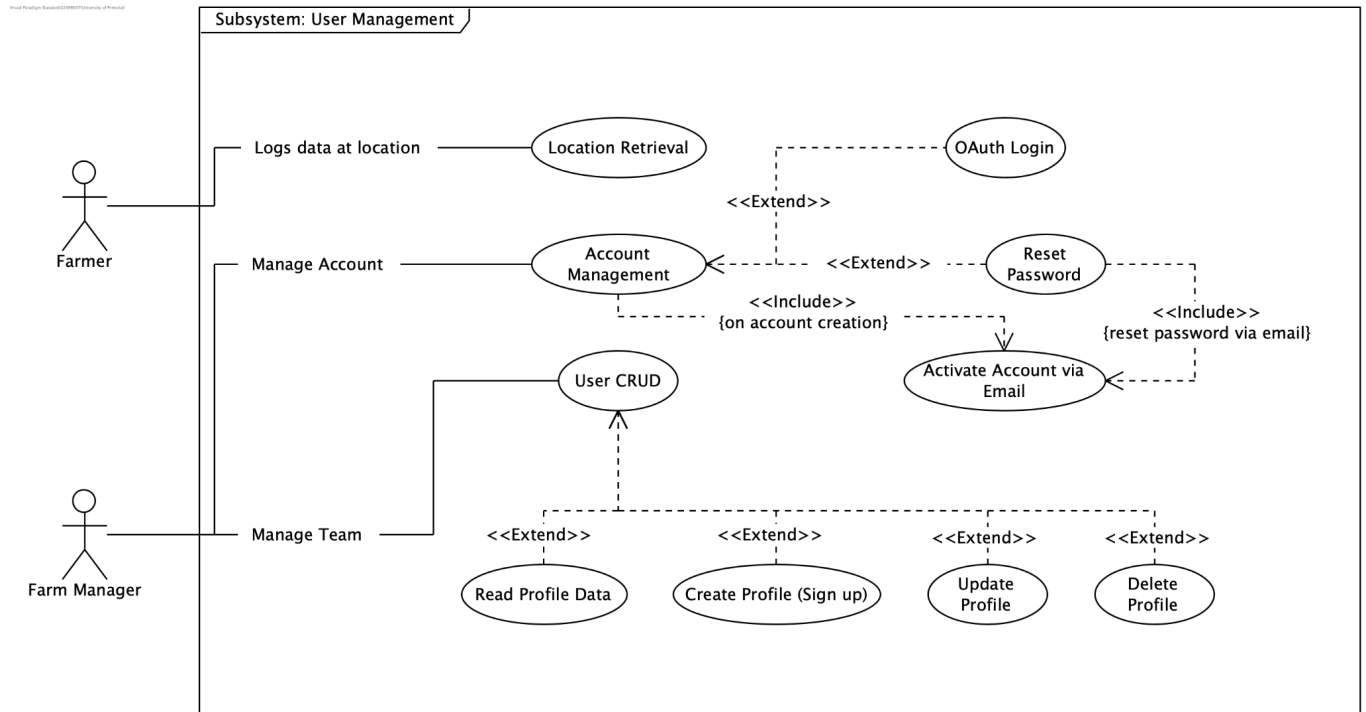 Subsystem: User Management
Logs data at location
Location Retrieval
OAuth Login
<<Extend>>
Farmer
Manage Account
Account
Management
<<Extend>>
Reset
Password
<<Include>>
{on account creation}
<<Include>>
{reset password via email}
User CRUD
Activate Account via
Email
Manage Team
<<Extend>>
<<Extend>>
<<Extend>>
<<Extend>>
Farm Manager
Read Profile Data
Create Profile (Sign up)
Update
Profile
Delete
Profile